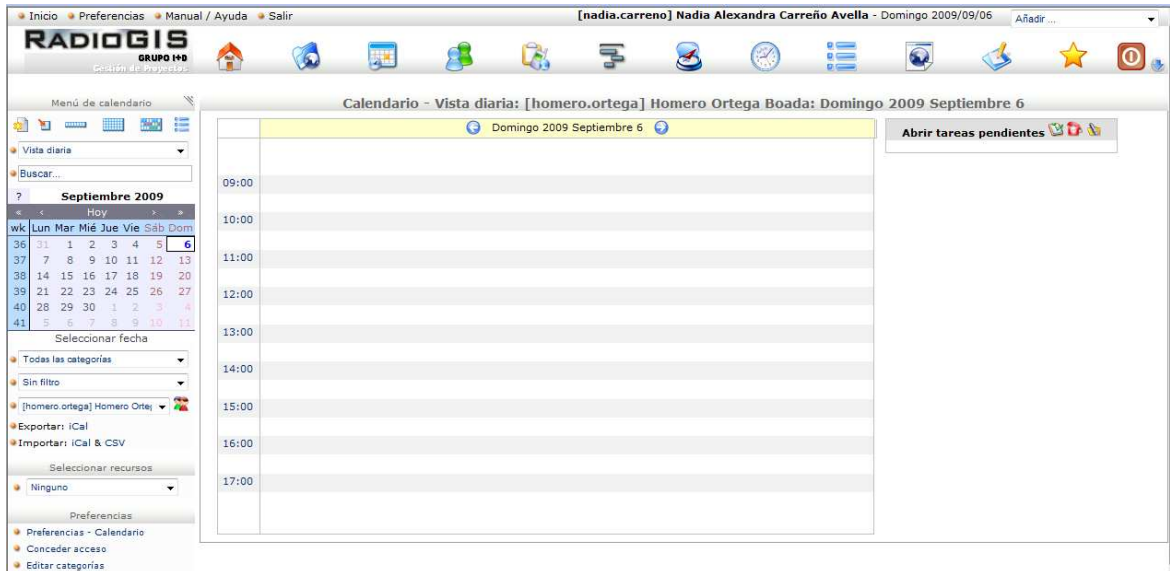 Inicio Preferencias Manual / Ayuda Salir [nadia.carreno] Nadia Alexandra Carreño Avella - Domingo 2009/09/06 Añadir ...
RADIOGIS
GRUPO I+D
Gestión de Proyectos
Menú de calendario
Calendario - Vista diaria: [homero.ortega] Homero Ortega Boada: Domingo 2009 Septiembre 6
Vista diaria
Buscar...
? Septiembre 2009
« ‹ Hoy › »
wk Lun Mar Mié Jue Vie Sáb Dom
36 31 1 2 3 4 5 6
37 7 8 9 10 11 12 13
38 14 15 16 17 18 19 20
39 21 22 23 24 25 26 27
40 28 29 30 1 2 3 4
41 5 6 7 8 9 10 11
Seleccionar fecha
Todas las categorías
Sin filtro
[homero.ortega] Homero Orte
Exportar: iCal
Importar: iCal & CSV
Seleccionar recursos
Ninguno
Preferencias
Preferencias - Calendario
Conceder acceso
Editar categorías
Domingo 2009 Septiembre 6
09:00
10:00
11:00
12:00
13:00
14:00
15:00
16:00
17:00
Abrir tareas pendientes